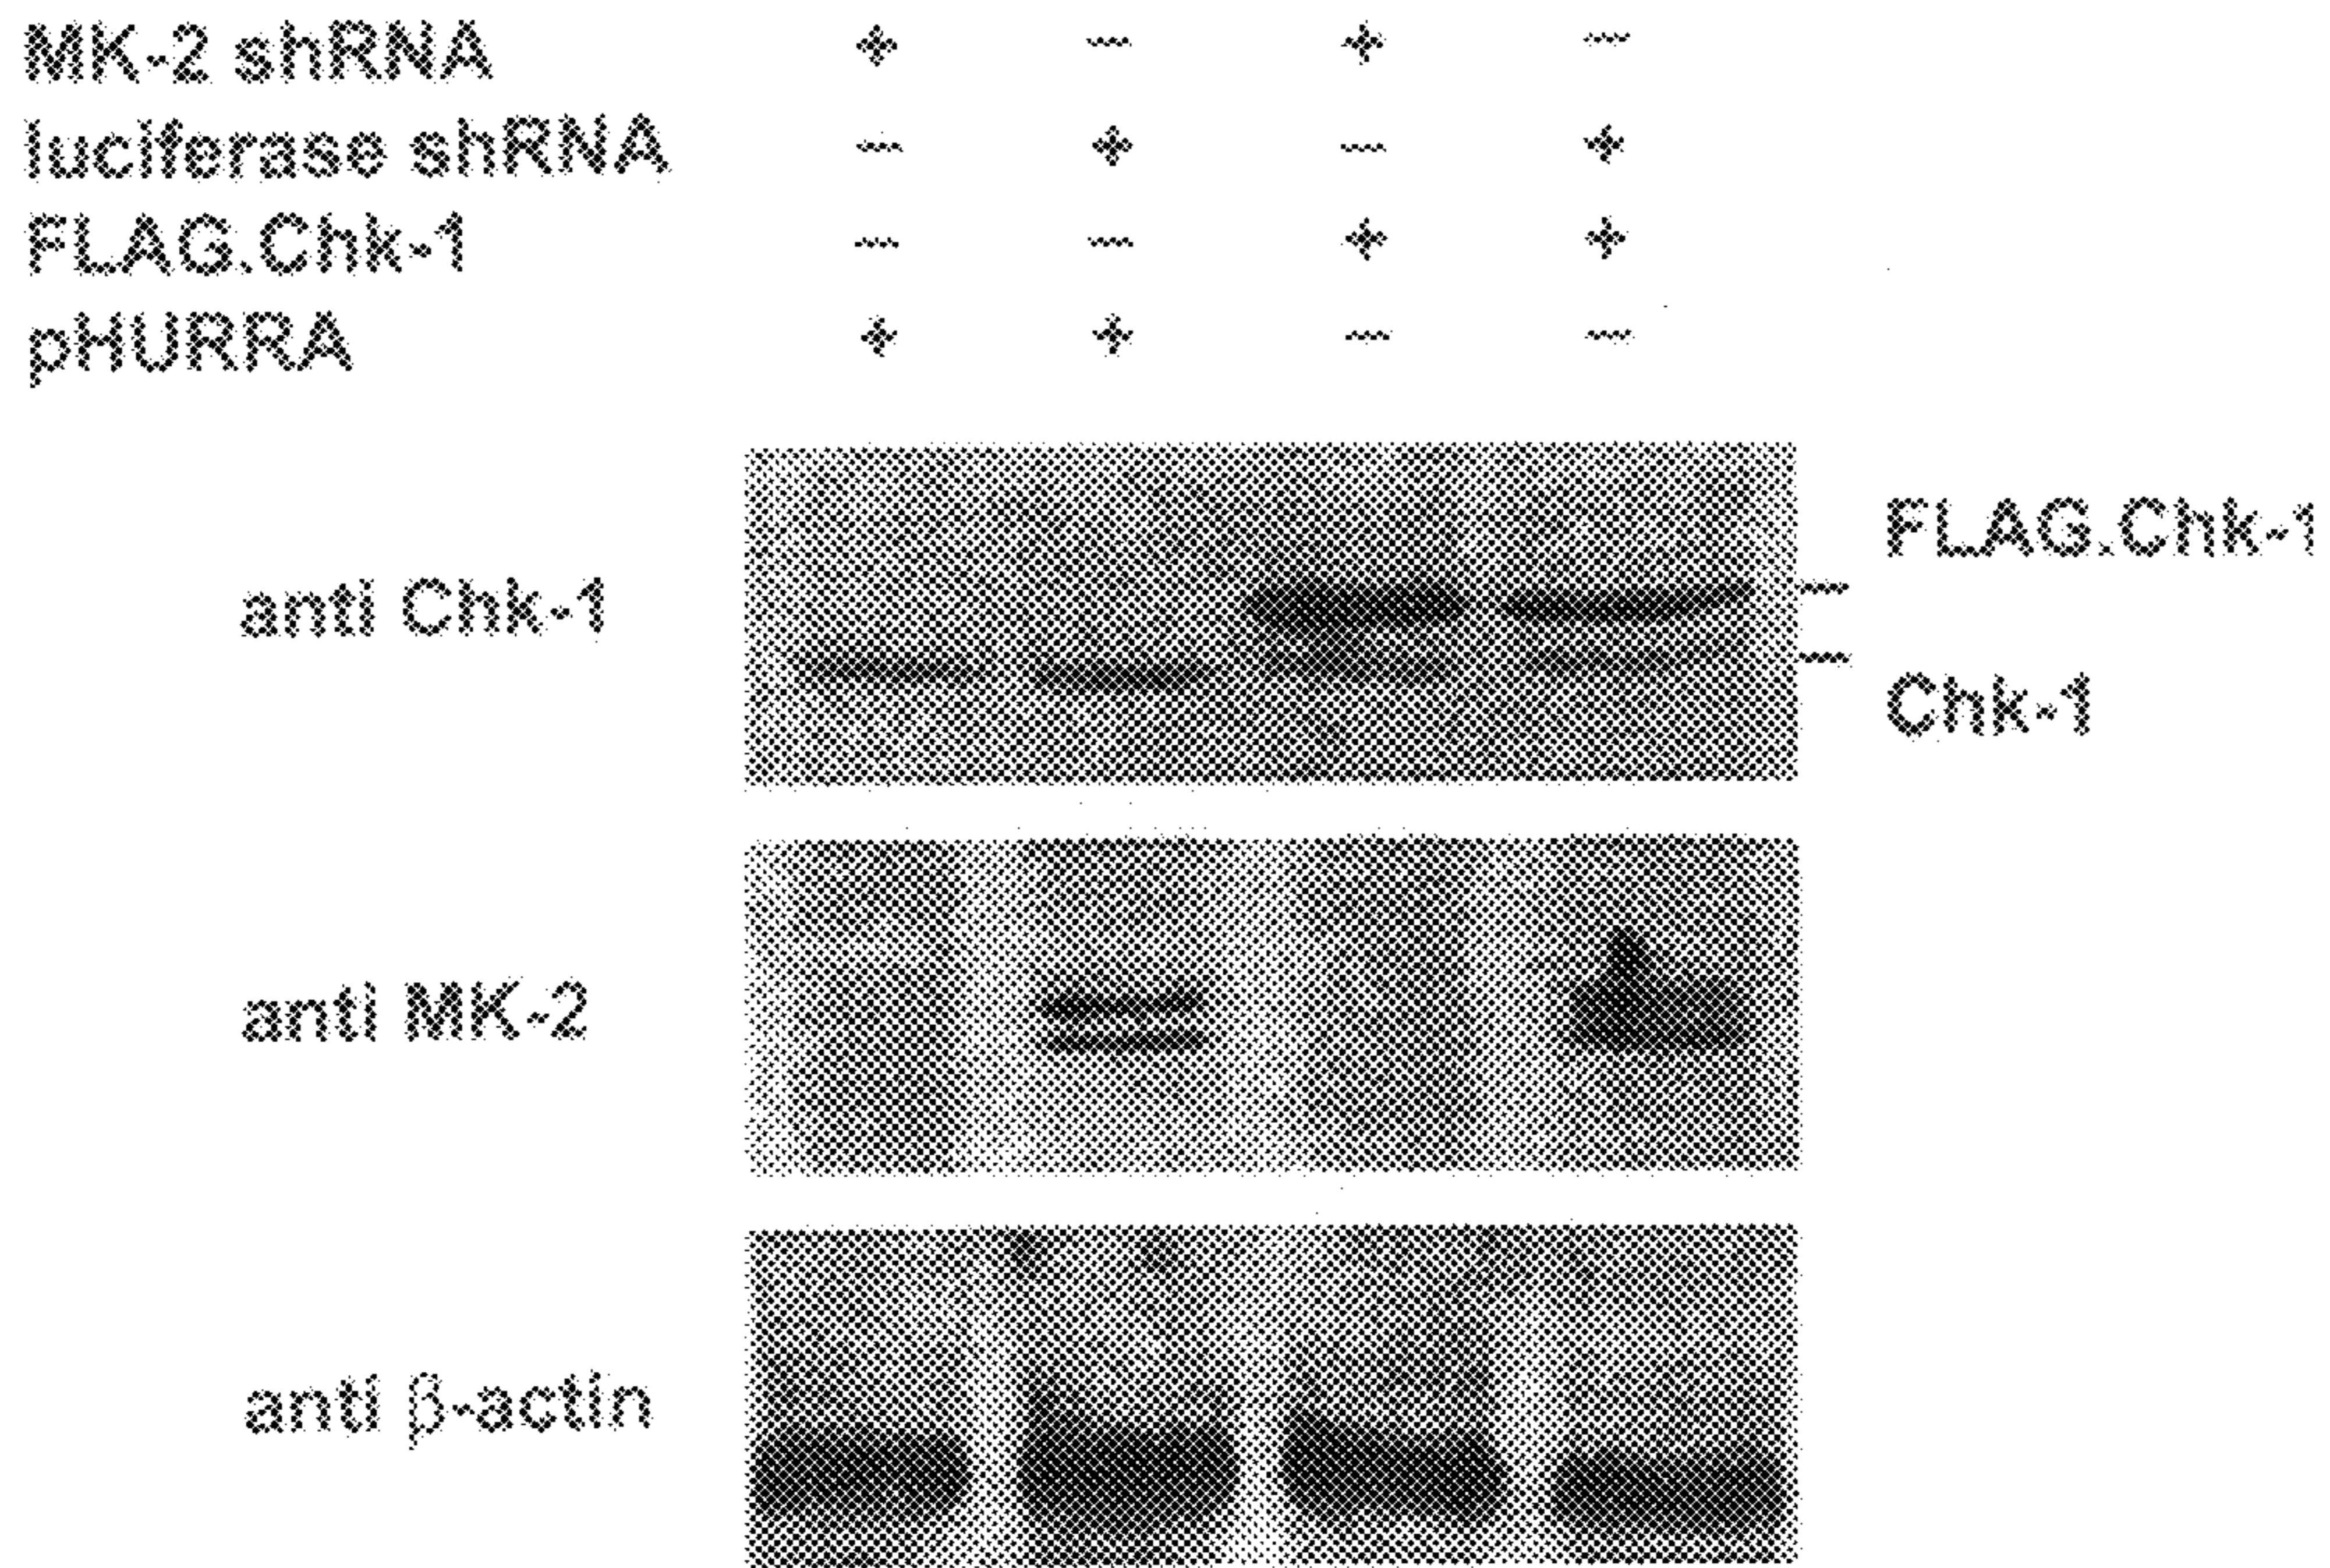 MK-2 shRNA + – + –
luciferase shRNA – + – +
FLAG.Chk-1 – – + +
pHURRA + + – –
FLAG.Chk-1
anti Chk-1
Chk-1
anti MK-2
anti β-actin